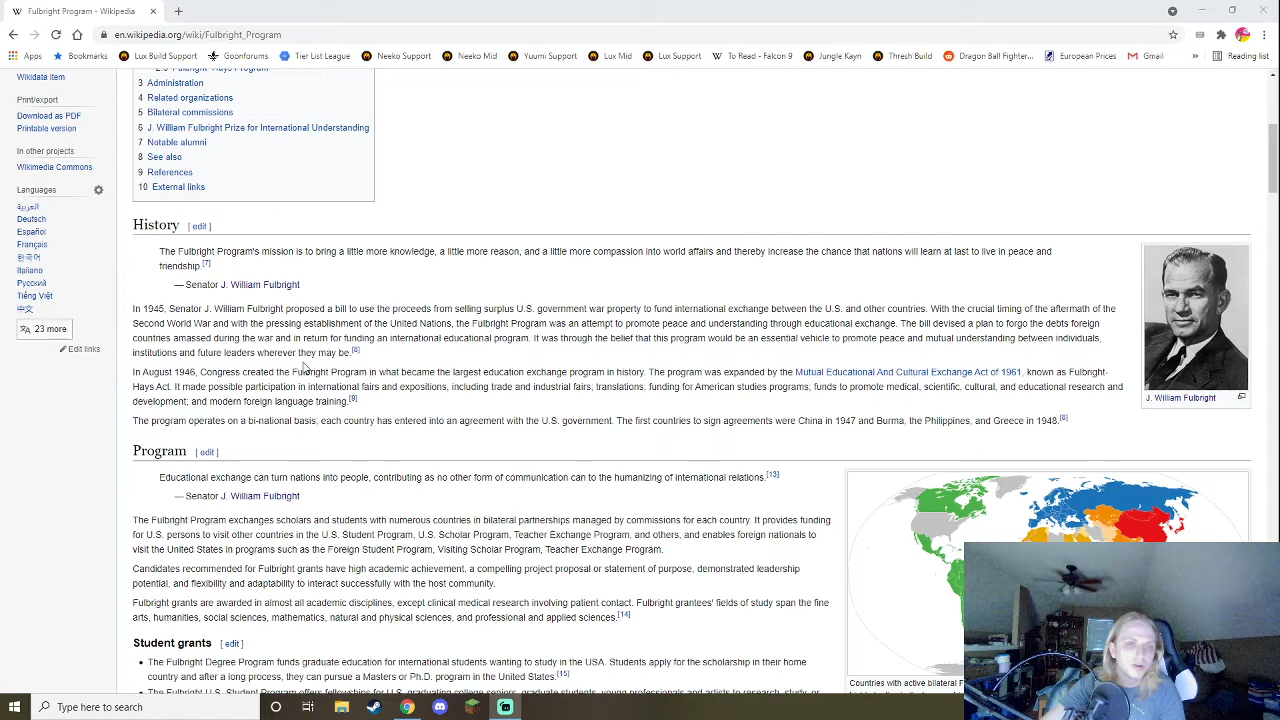 Fulbright Program - Wikipedia
en.wikipedia.org/wiki/Fulbright_Program
Apps Bookmarks Lux Build Support Goonforums Tier List League Neeko Support Neeko Mid Yuumi Support Lux Mid Lux Support To Read - Falcon 9 Jungle Kayn Thresh Build Dragon Ball Fighter... European Prices Gmail » Reading list
Wikidata item
Print/export
Download as PDF
Printable version
In other projects
Wikimedia Commons
Languages
العربية
Deutsch
Español
Français
한국어
Italiano
Русский
Tiếng Việt
中文
23 more
Edit links
3 Administration
4 Related organizations
5 Bilateral commissions
6 J. William Fulbright Prize for International Understanding
7 Notable alumni
8 See also
9 References
10 External links
History [ edit ]
The Fulbright Program's mission is to bring a little more knowledge, a little more reason, and a little more compassion into world affairs and thereby increase the chance that nations will learn at last to live in peace and
friendship.[7]
— Senator J. William Fulbright
In 1945, Senator J. William Fulbright proposed a bill to use the proceeds from selling surplus U.S. government war property to fund international exchange between the U.S. and other countries. With the crucial timing of the aftermath of the
Second World War and with the pressing establishment of the United Nations, the Fulbright Program was an attempt to promote peace and understanding through educational exchange. The bill devised a plan to forgo the debts foreign
countries amassed during the war and in return for funding an international educational program. It was through the belief that this program would be an essential vehicle to promote peace and mutual understanding between individuals,
institutions and future leaders wherever they may be.[8]
In August 1946, Congress created the Fulbright Program in what became the largest education exchange program in history. The program was expanded by the Mutual Educational And Cultural Exchange Act of 1961, known as Fulbright-
Hays Act. It made possible participation in international fairs and expositions, including trade and industrial fairs; translations, funding for American studies programs; funds to promote medical, scientific, cultural, and educational research and
development; and modern foreign language training.[9]
The program operates on a bi-national basis, each country has entered into an agreement with the U.S. government. The first countries to sign agreements were China in 1947 and Burma, the Philippines, and Greece in 1948.[8]
J. William Fulbright
Program [ edit ]
Educational exchange can turn nations into people, contributing as no other form of communication can to the humanizing of international relations.[13]
— Senator J. William Fulbright
The Fulbright Program exchanges scholars and students with numerous countries in bilateral partnerships managed by commissions for each country. It provides funding
for U.S. persons to visit other countries in the U.S. Student Program, U.S. Scholar Program, Teacher Exchange Program, and others, and enables foreign nationals to
visit the United States in programs such as the Foreign Student Program, Visiting Scholar Program, Teacher Exchange Program.
Candidates recommended for Fulbright grants have high academic achievement, a compelling project proposal or statement of purpose, demonstrated leadership
potential, and flexibility and adaptability to interact successfully with the host community.
Fulbright grants are awarded in almost all academic disciplines, except clinical medical research involving patient contact. Fulbright grantees' fields of study span the fine
arts, humanities, social sciences, mathematics, natural and physical sciences, and professional and applied sciences.[14]
Student grants [ edit ]
The Fulbright Degree Program funds graduate education for international students wanting to study in the USA. Students apply for the scholarship in their home
country and after a long process, they can pursue a Masters or Ph.D. program in the United States.[15]
The Fulbright U.S. Student Program offers fellowships for U.S. graduating college seniors, graduate students, young professionals and artists to research, study, or
Countries with active bilateral F
Type here to search